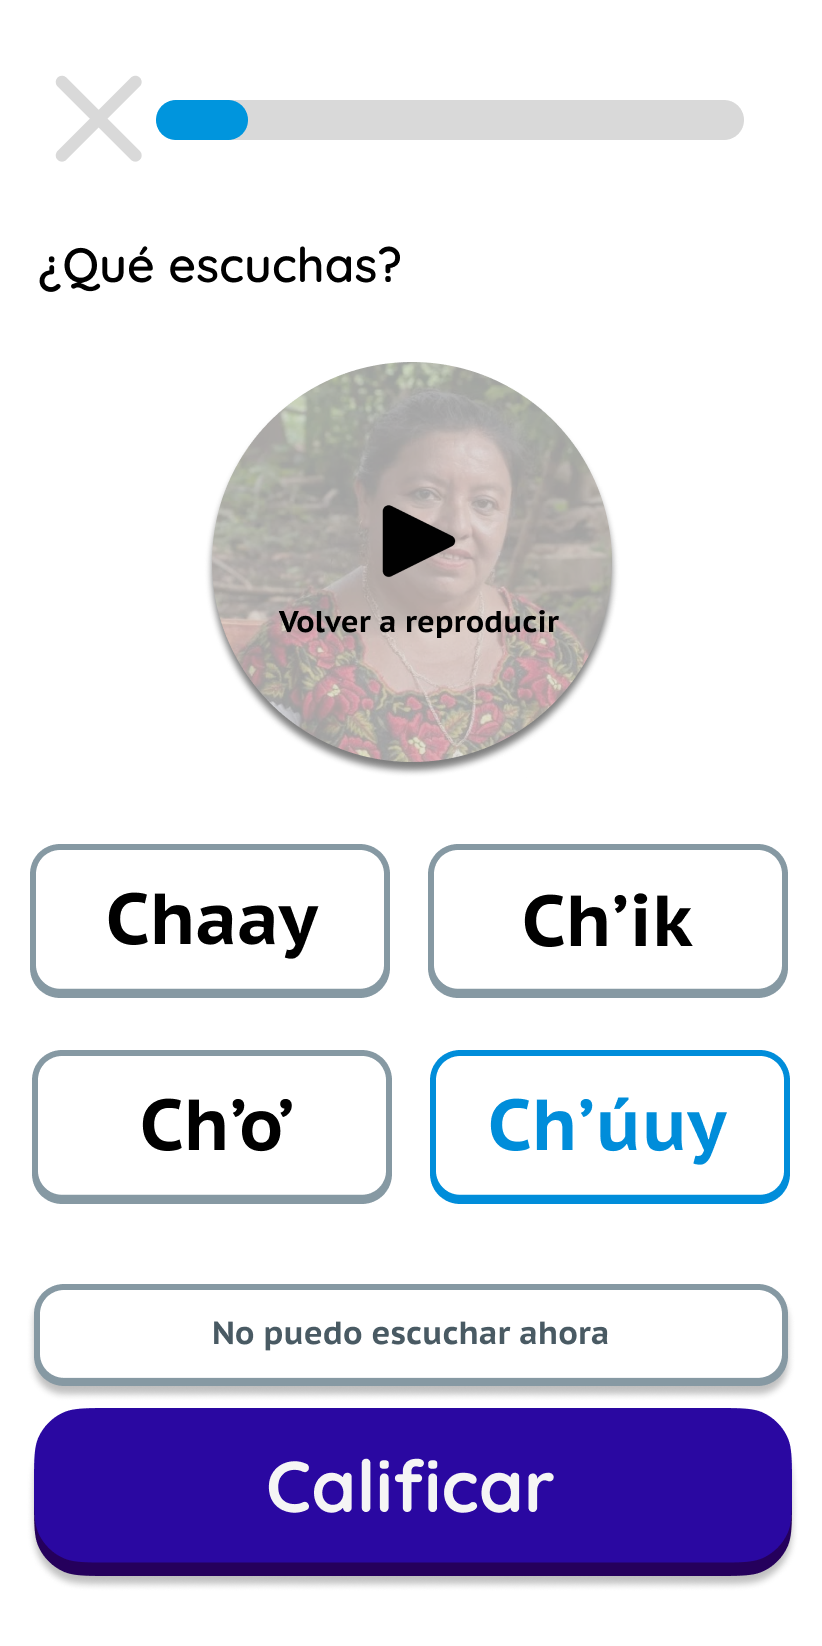 ¿Qué escuchas?
Volver a reproducir
Chaay
Ch’ik
Ch’o’
Ch’úuy
No puedo escuchar ahora
Calificar